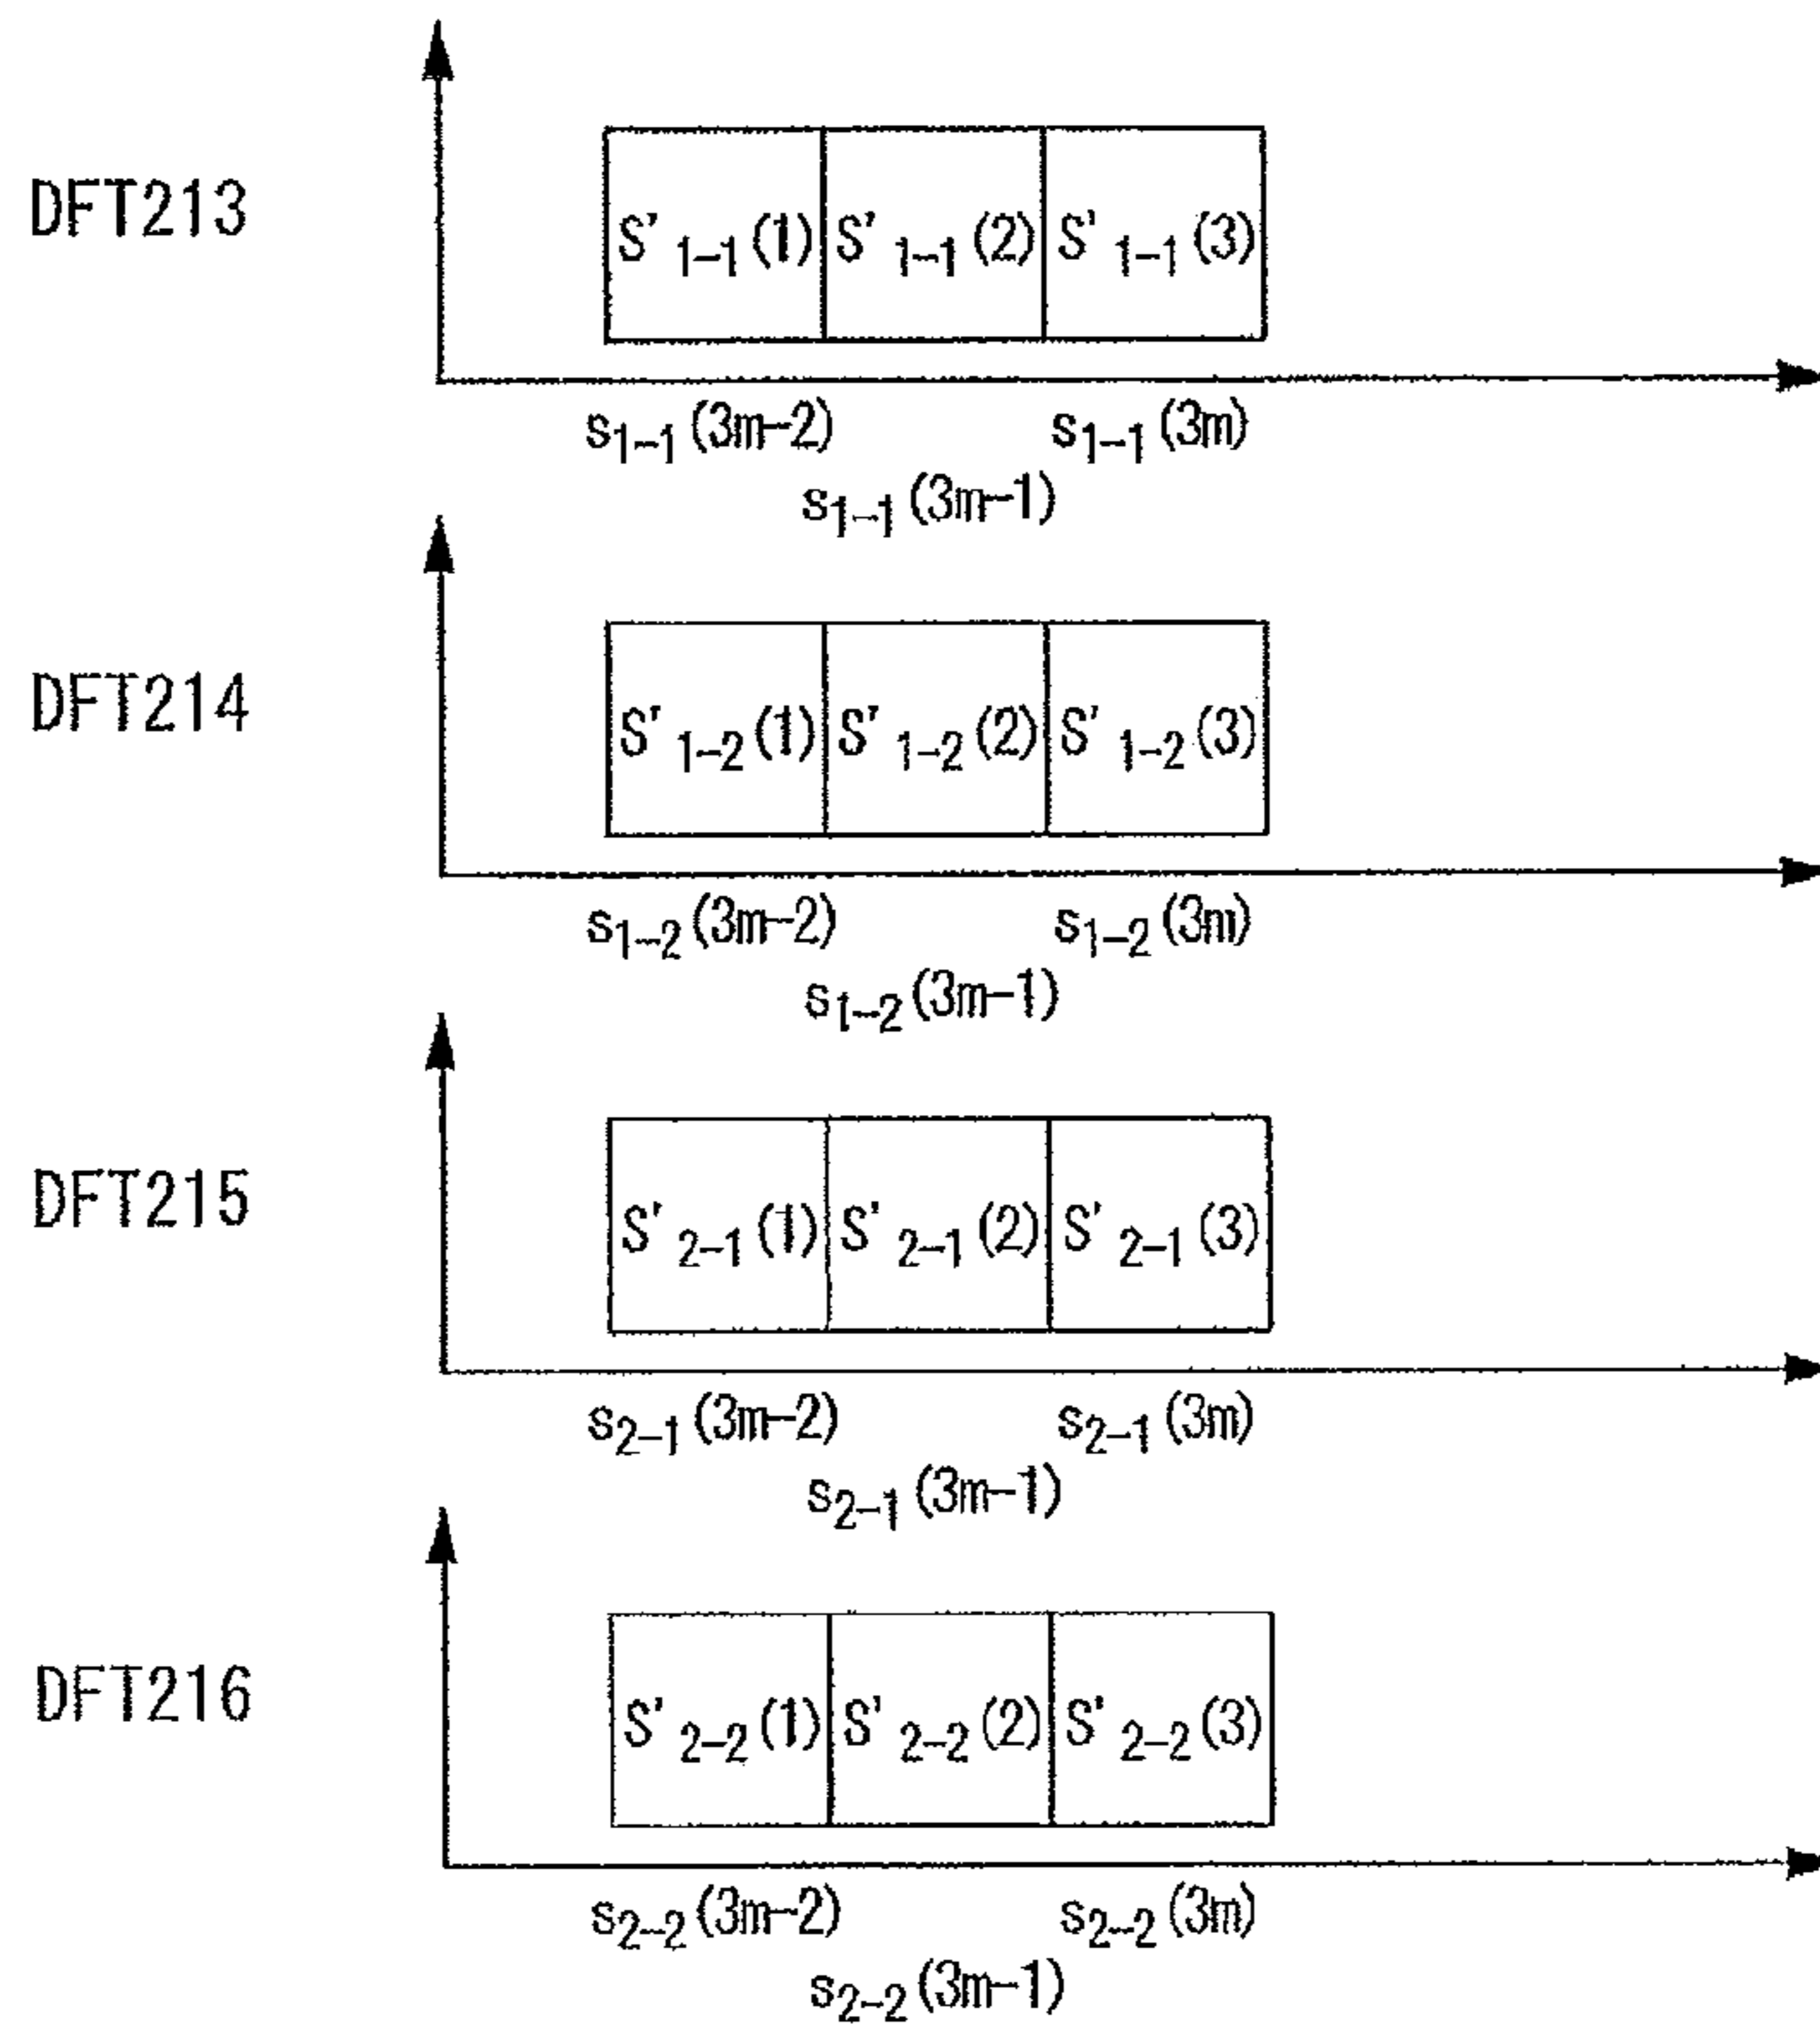 DFT213
S'1-1(1) S'1-1(2) S'1-1(3)
s1-1(3m-2) s1-1(3m)
s1-1(3m-1)
DFT214
S'1-2(1) S'1-2(2) S'1-2(3)
s1-2(3m-2) s1-2(3m)
s1-2(3m-1)
DFT215
S'2-1(1) S'2-1(2) S'2-1(3)
s2-1(3m-2) s2-1(3m)
s2-1(3m-1)
DFT216
S'2-2(1) S'2-2(2) S'2-2(3)
s2-2(3m-2) s2-2(3m)
s2-2(3m-1)